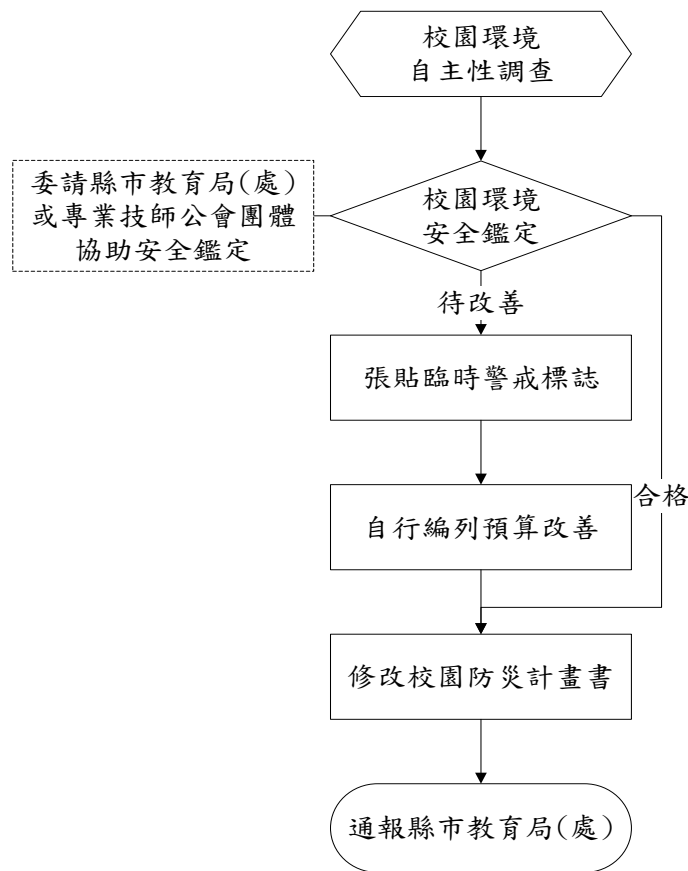 校園環境
自主性調查
委請縣市教育局(處)
或專業技師公會團體
協助安全鑑定
校園環境
安全鑑定
待改善
張貼臨時警戒標誌
合格
自行編列預算改善
修改校園防災計畫書
通報縣市教育局(處)